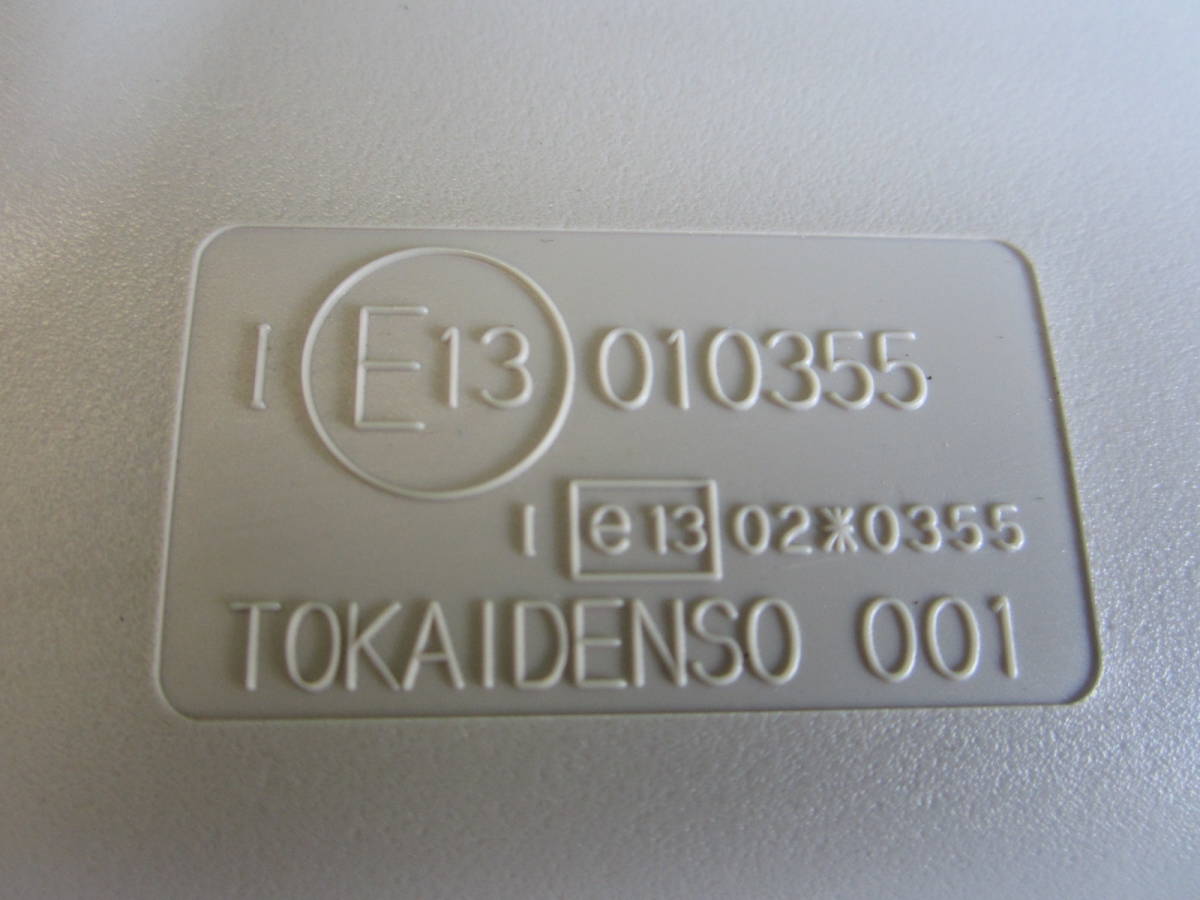 I E13 010355
I e13 02*0355
TOKAIDENSO 001